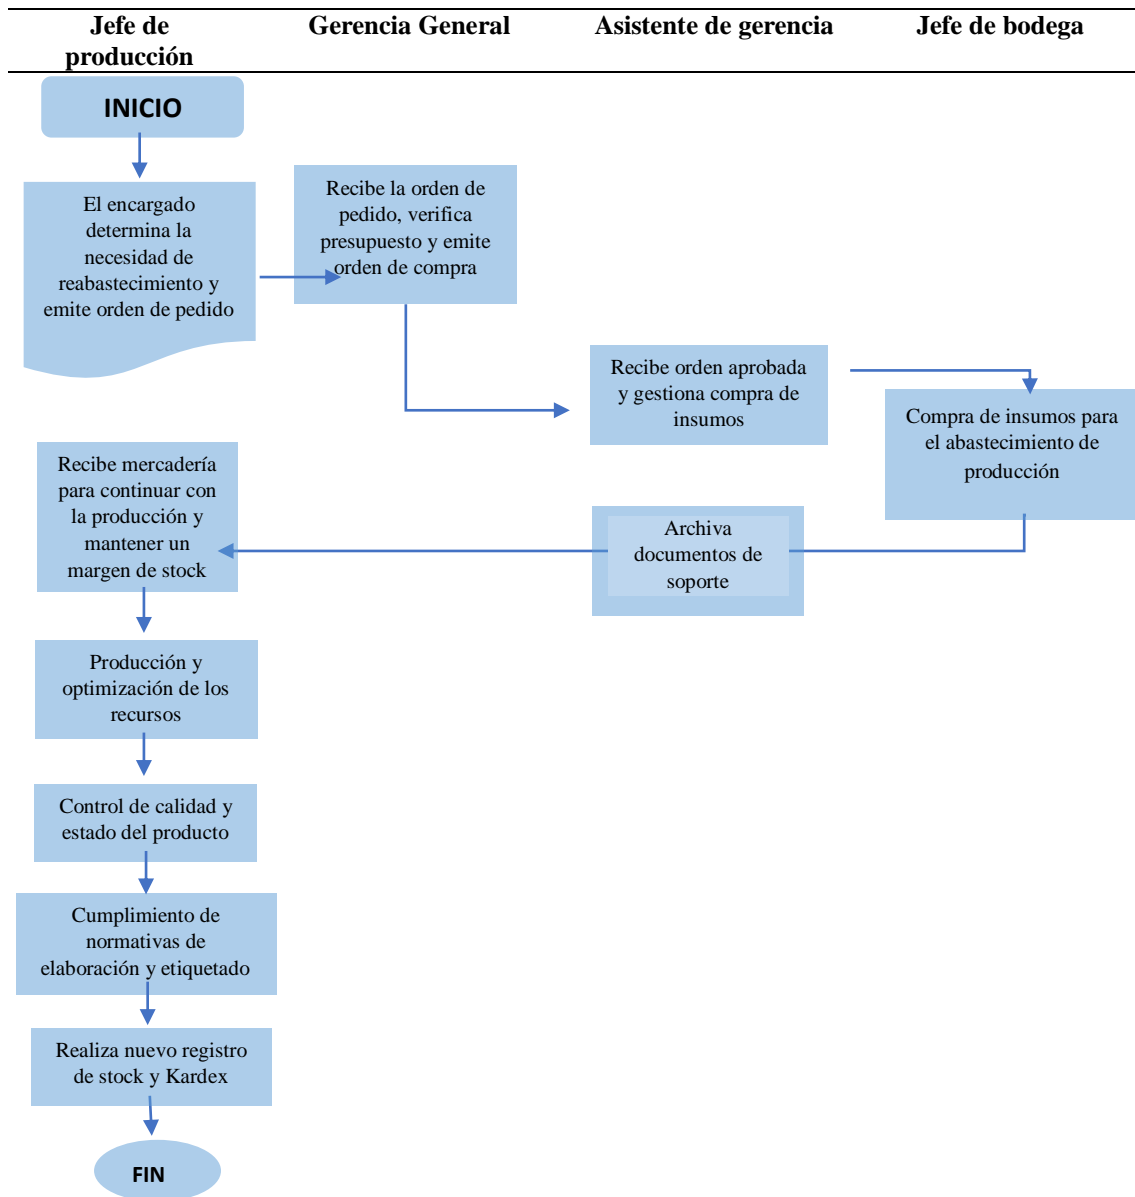 Jefe de
producción
Gerencia General
Asistente de gerencia
Jefe de bodega
INICIO
El encargado
determina la
necesidad de
reabastecimiento y
emite orden de pedido
Recibe la orden de
pedido, verifica
presupuesto y emite
orden de compra
Recibe orden aprobada
y gestiona compra de
insumos
Compra de insumos para
el abastecimiento de
producción
Archiva
documentos de
soporte
Recibe mercadería
para continuar con
la producción y
mantener un
margen de stock
Producción y
optimización de los
recursos
Control de calidad y
estado del producto
Cumplimiento de
normativas de
elaboración y etiquetado
Realiza nuevo registro
de stock y Kardex
FIN